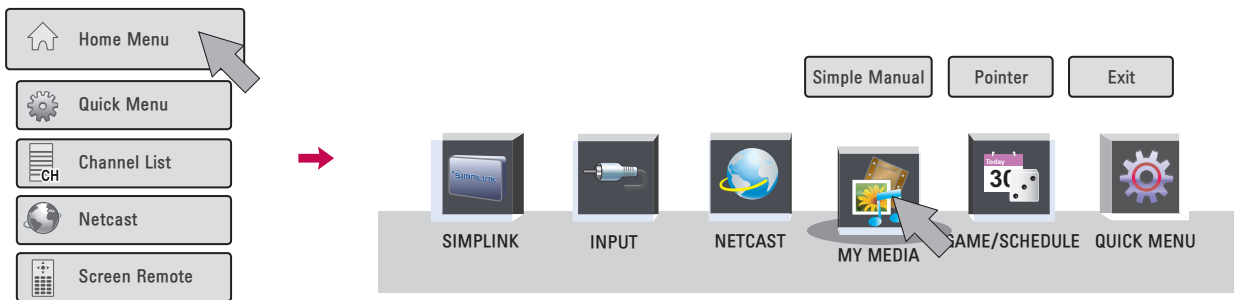 Home Menu
Quick Menu
CH
Channel List
Netcast
Screen Remote
Simple Manual
Pointer
Exit
SIMPLINK
Today
30
SIMPLINK
INPUT
NETCAST
MY MEDIA
GAME/SCHEDULE
QUICK MENU